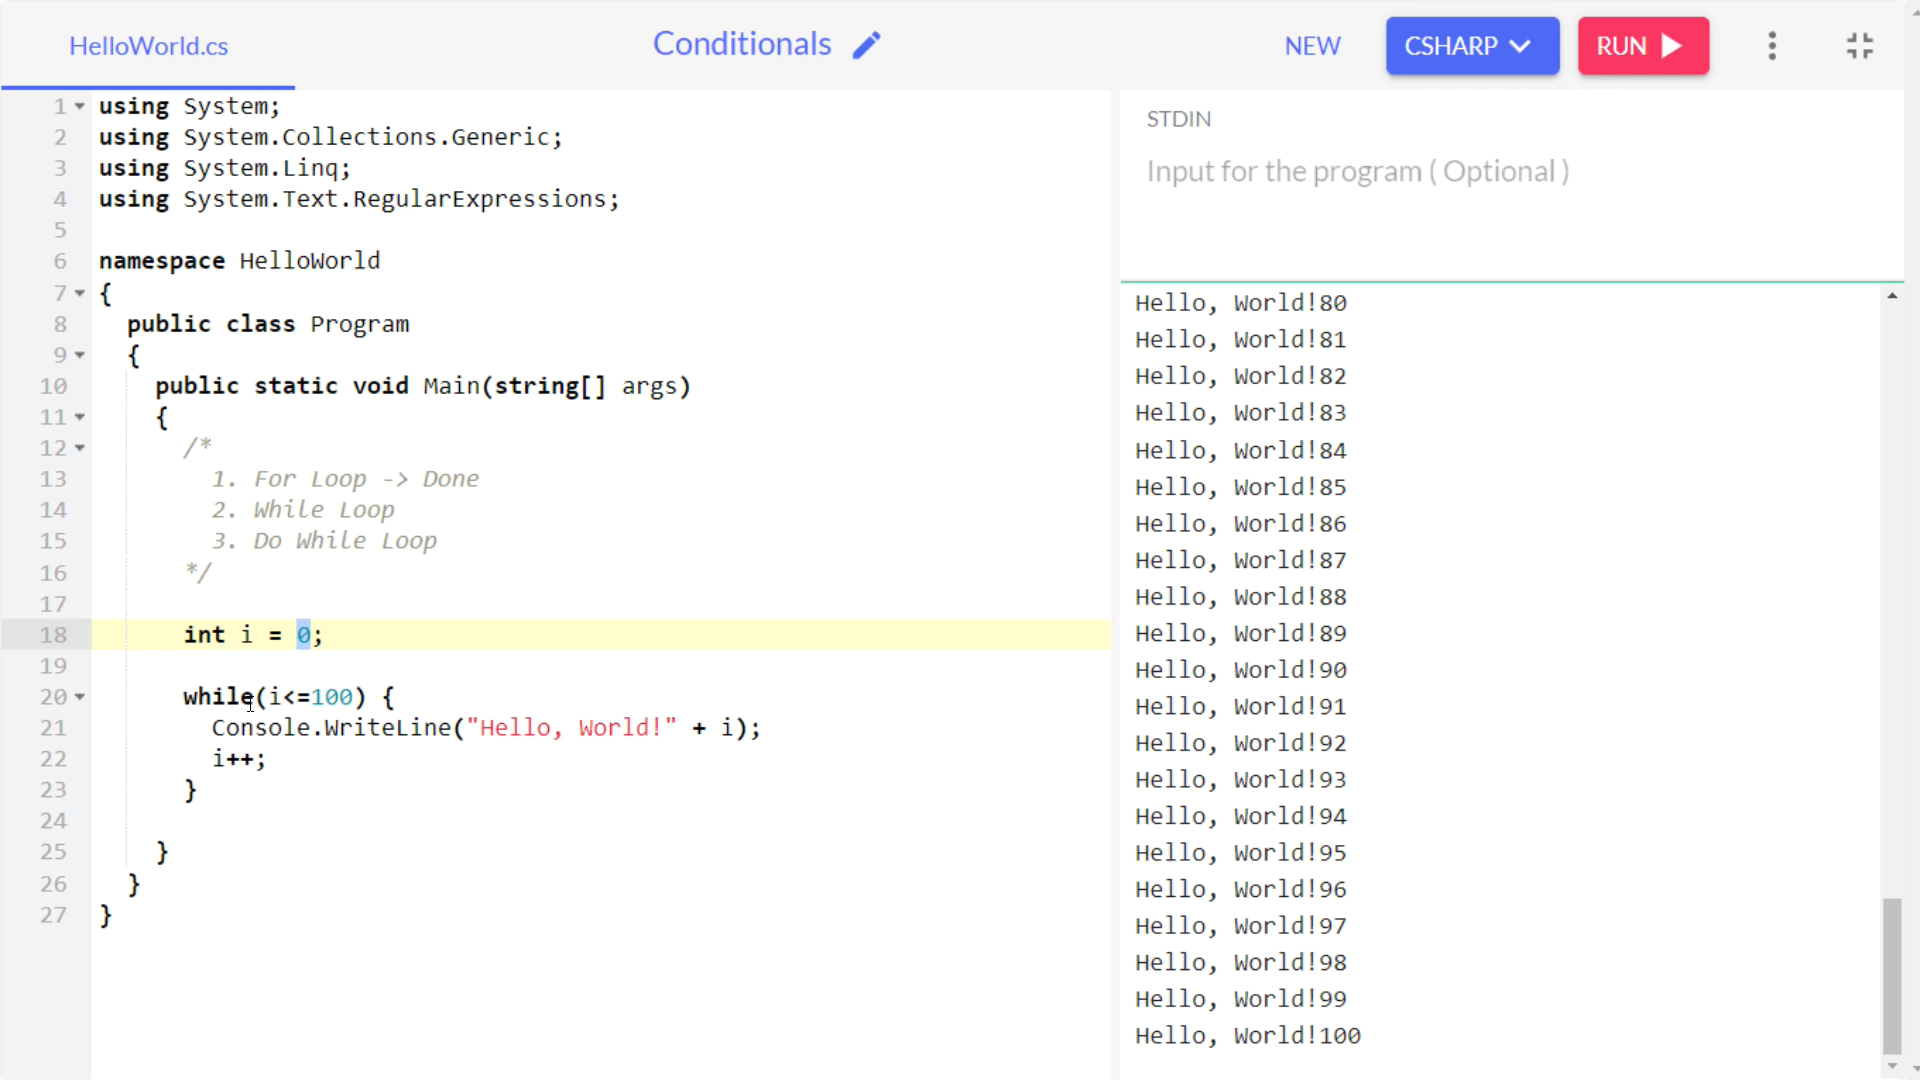 HelloWorld.cs
Conditionals
NEW
CSHARP
RUN
1 using System;
2 using System.Collections.Generic;
3 using System.Linq;
4 using System.Text.RegularExpressions;
5
6 namespace HelloWorld
7 {
8 public class Program
9 {
10 public static void Main(string[] args)
11 {
12 /*
13 1. For Loop -> Done
14 2. While Loop
15 3. Do While Loop
16 */
17
18 int i = 0;
19
20 while(i<=100) {
21 Console.WriteLine("Hello, World!" + i);
22 i++;
23 }
24
25 }
26 }
27 }
STDIN
Input for the program ( Optional )
Hello, World!80
Hello, World!81
Hello, World!82
Hello, World!83
Hello, World!84
Hello, World!85
Hello, World!86
Hello, World!87
Hello, World!88
Hello, World!89
Hello, World!90
Hello, World!91
Hello, World!92
Hello, World!93
Hello, World!94
Hello, World!95
Hello, World!96
Hello, World!97
Hello, World!98
Hello, World!99
Hello, World!100